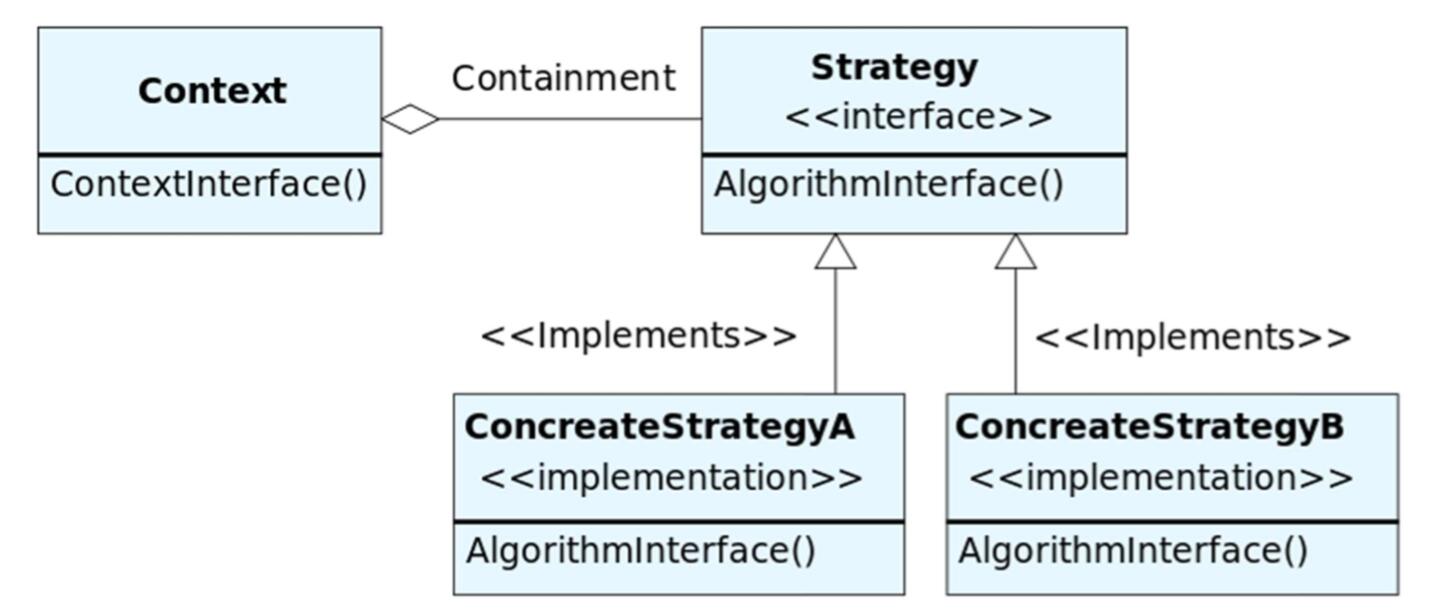 Context
ContextInterface()
Containment
Strategy
<<interface>>
AlgorithmInterface()
<<Implements>>
<<Implements>>
ConcreateStrategyA
<<implementation>>
AlgorithmInterface()
ConcreateStrategyB
<<implementation>>
AlgorithmInterface()